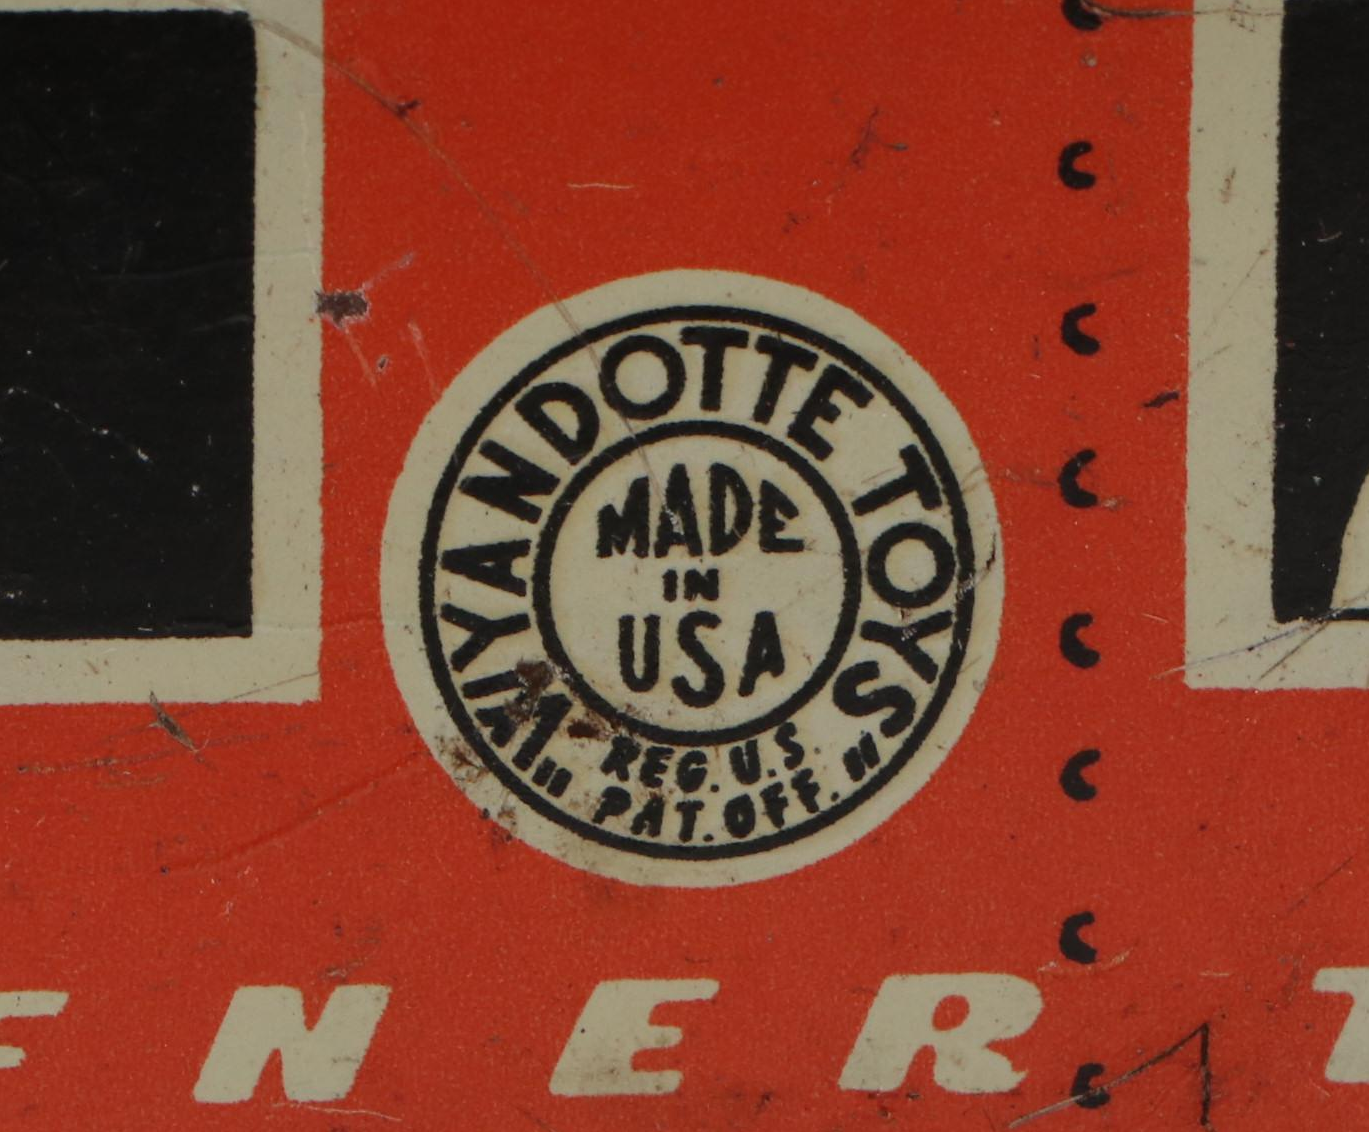 "WYANDOTTE TOYS"
MADE
IN
USA
REG. U.S.
PAT. OFF.
ENER